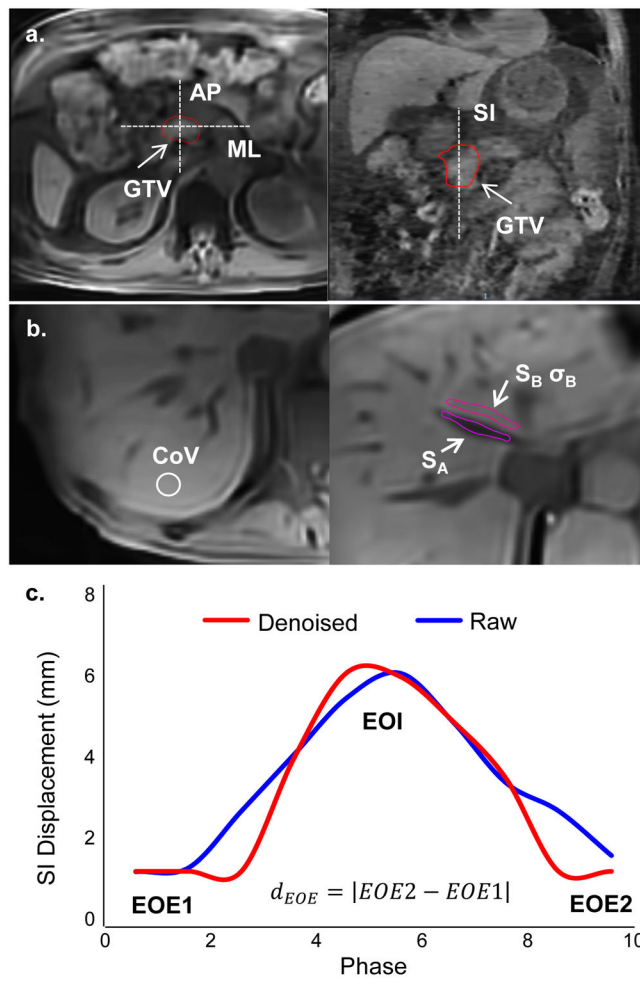 a.
AP
ML
GTV
SI
GTV
b.
CoV
S_B σ_B
S_A
c.
8
6
4
2
0
SI Displacement (mm)
Denoised
Raw
EOI
EOE1
d_EOE = |EOE2 − EOE1|
EOE2
0 2 4 6 8 10
Phase